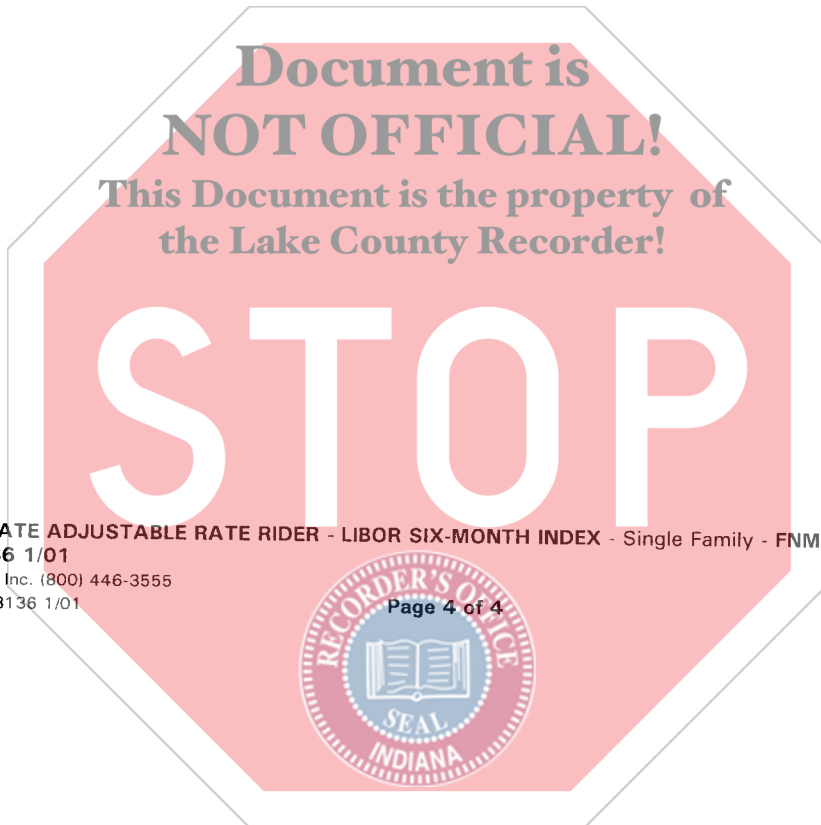 Document is
NOT OFFICIAL!
This Document is the property of
the Lake County Recorder!
STOP
ATE ADJUSTABLE RATE RIDER - LIBOR SIX-MONTH INDEX - Single Family - FNM
6 1/01
Inc. (800) 446-3555
3136 1/01
Page 4 of 4
RECORDER'S OFFICE
SEAL
INDIANA